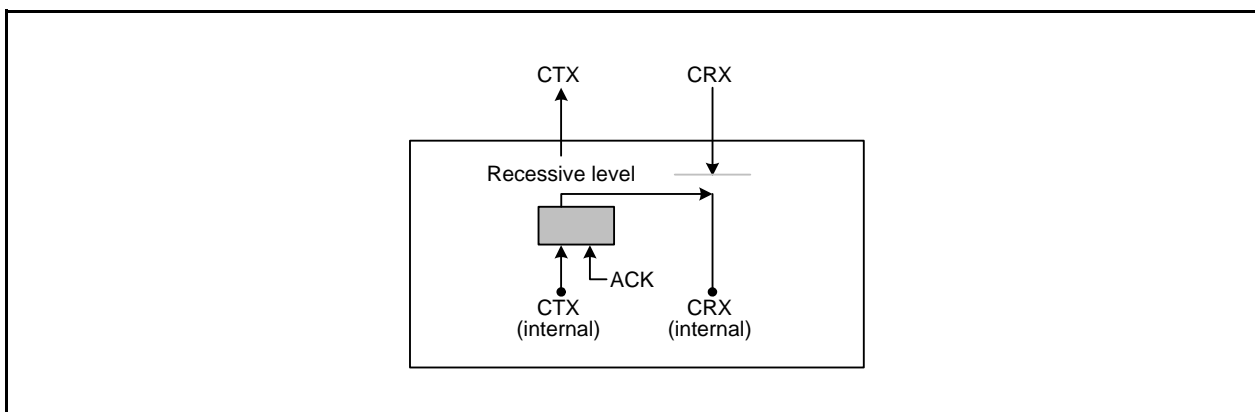 CTX
CRX
Recessive level
ACK
CTX
(internal)
CRX
(internal)